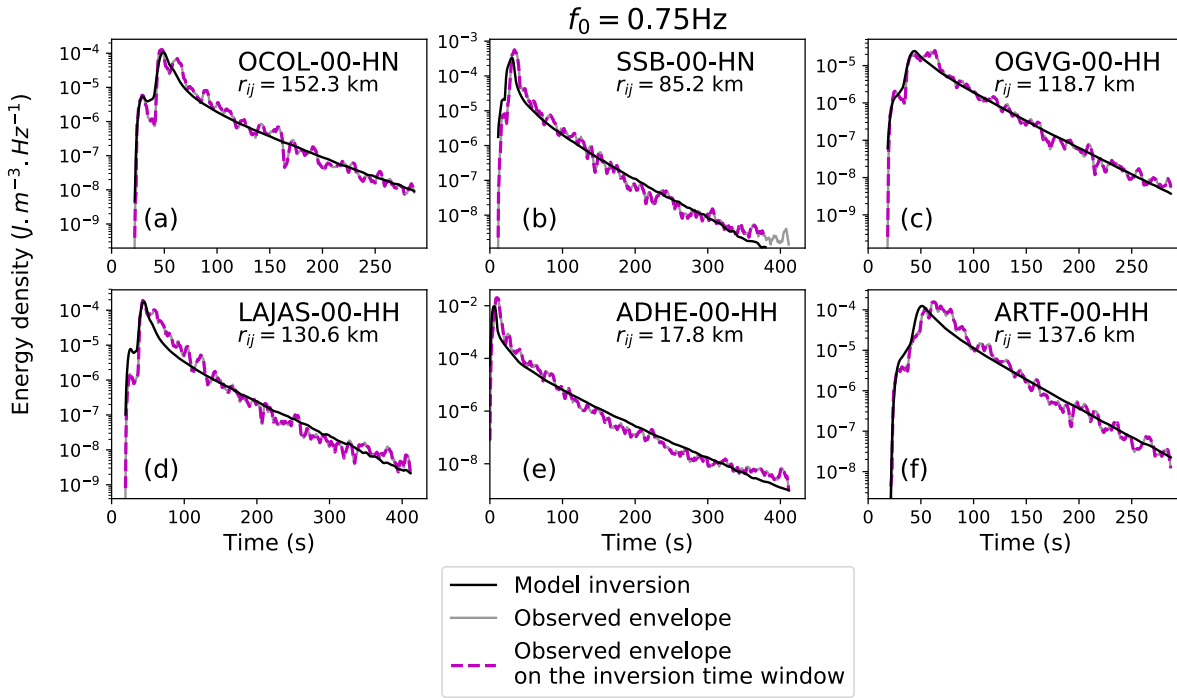 f₀ = 0.75Hz
Energy density (J.m⁻³.Hz⁻¹)
10⁻⁴
10⁻⁵
10⁻⁶
10⁻⁷
10⁻⁸
10⁻⁹
OCOL-00-HN
r_ij = 152.3 km
(a)
0 50 100 150 200 250
10⁻³
10⁻⁴
10⁻⁵
10⁻⁶
10⁻⁷
10⁻⁸
SSB-00-HN
r_ij = 85.2 km
(b)
0 100 200 300 400
10⁻⁵
10⁻⁶
10⁻⁷
10⁻⁸
10⁻⁹
OGVG-00-HH
r_ij = 118.7 km
(c)
0 50 100 150 200 250
10⁻⁴
10⁻⁵
10⁻⁶
10⁻⁷
10⁻⁸
10⁻⁹
LAJAS-00-HH
r_ij = 130.6 km
(d)
0 100 200 300 400
Time (s)
10⁻²
10⁻⁴
10⁻⁶
10⁻⁸
ADHE-00-HH
r_ij = 17.8 km
(e)
0 100 200 300 400
Time (s)
10⁻⁴
10⁻⁵
10⁻⁶
10⁻⁷
10⁻⁸
ARTF-00-HH
r_ij = 137.6 km
(f)
0 50 100 150 200 250
Time (s)
Model inversion
Observed envelope
Observed envelope
on the inversion time window